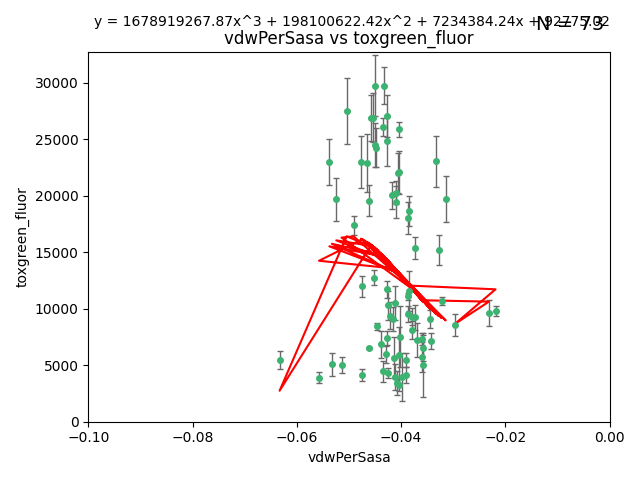 y = 1678919267.87x^3 + 198100622.42x^2 + 7234384.24x + 92775.02
N = 73
vdwPerSasa vs toxgreen_fluor
toxgreen_fluor
30000
25000
20000
15000
10000
5000
0
−0.10
−0.08
−0.06
−0.04
−0.02
0.00
vdwPerSasa